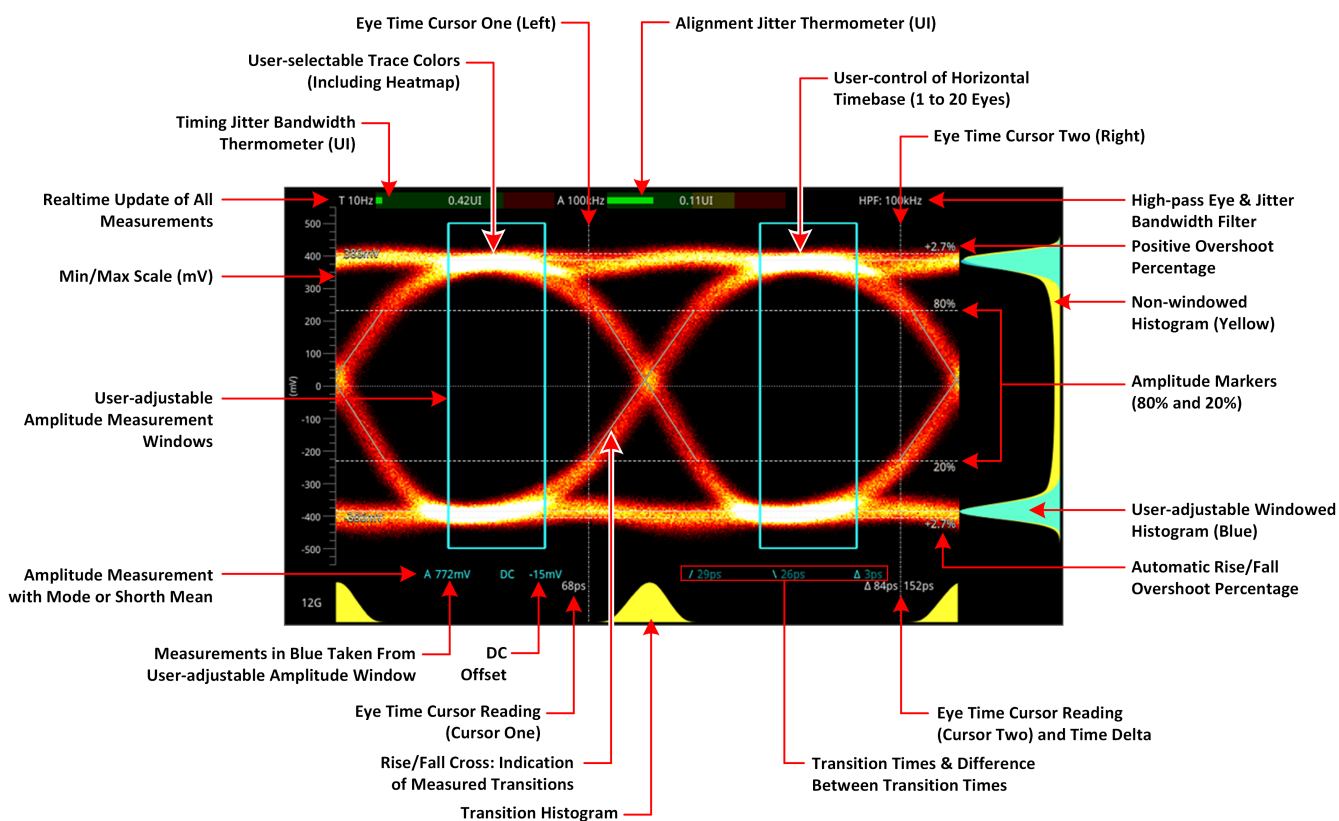 Eye Time Cursor One (Left)
Alignment Jitter Thermometer (UI)
User-selectable Trace Colors
(Including Heatmap)
User-control of Horizontal
Timebase (1 to 20 Eyes)
Timing Jitter Bandwidth
Thermometer (UI)
Eye Time Cursor Two (Right)
Realtime Update of All
Measurements
T 10Hz 0.42UI A 100kHz 0.11UI HPF: 100kHz
High-pass Eye & Jitter
Bandwidth Filter
500
+2.7%
Positive Overshoot
Percentage
400
386mV
Min/Max Scale (mV)
300
80%
Non-windowed
Histogram (Yellow)
200
100
(mV)
0
Amplitude Markers
(80% and 20%)
User-adjustable
Amplitude Measurement
Windows
-100
-200
20%
-300
-400
+2.7%
User-adjustable Windowed
Histogram (Blue)
-500
Amplitude Measurement
with Mode or Shorth Mean
A 772mV DC -15mV / 29ps \ 26ps Δ 3ps
68ps Δ 84ps 152ps
Automatic Rise/Fall
Overshoot Percentage
12G
Measurements in Blue Taken From
User-adjustable Amplitude Window
DC
Offset
Eye Time Cursor Reading
(Cursor One)
Eye Time Cursor Reading
(Cursor Two) and Time Delta
Rise/Fall Cross: Indication
of Measured Transitions
Transition Times & Difference
Between Transition Times
Transition Histogram